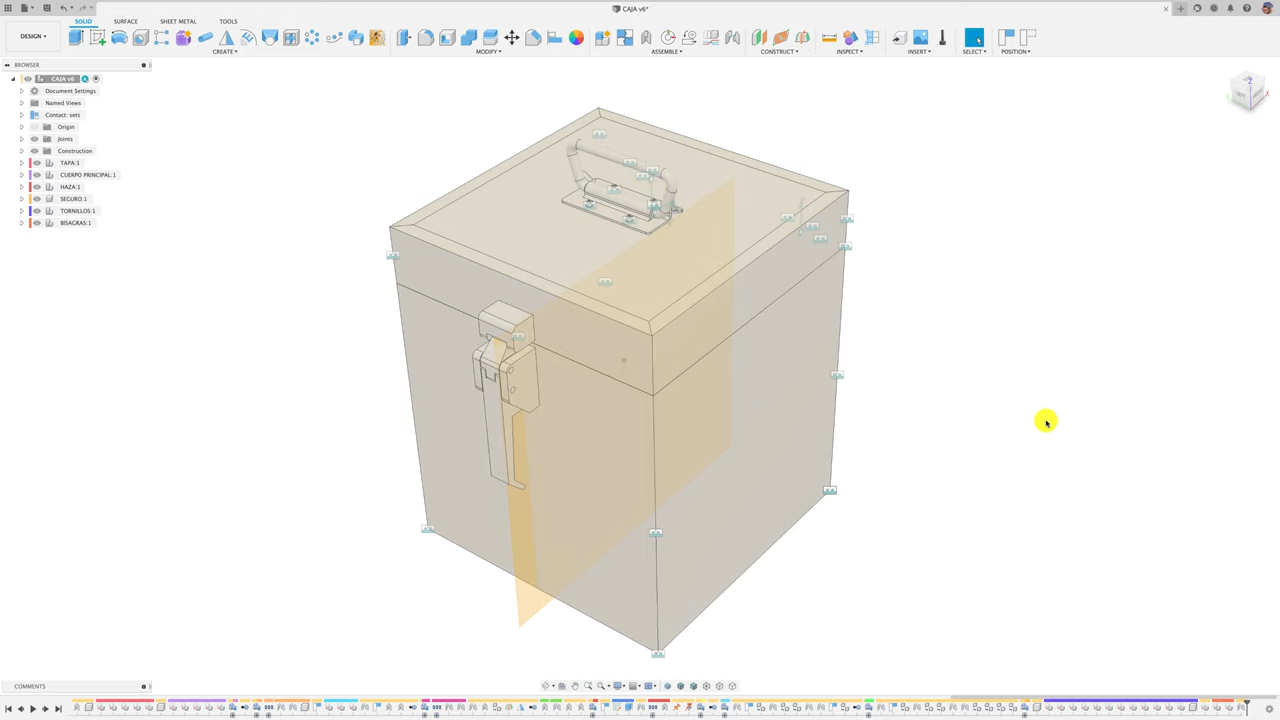 CAJA v6*
SOLID SURFACE SHEET METAL TOOLS
DESIGN ▾
CREATE ▾ MODIFY ▾ ASSEMBLE ▾ CONSTRUCT ▾ INSPECT ▾ INSERT ▾ SELECT ▾ POSITION ▾
BROWSER
CAJA v6
Document Settings
Named Views
Contact: sets
Origin
Joints
Construction
TAPA:1
CUERPO PRINCIPAL:1
HAZA:1
SEGURO:1
TORNILLOS:1
BISAGRAS:1
Z
X
LEFT
COMMENTS